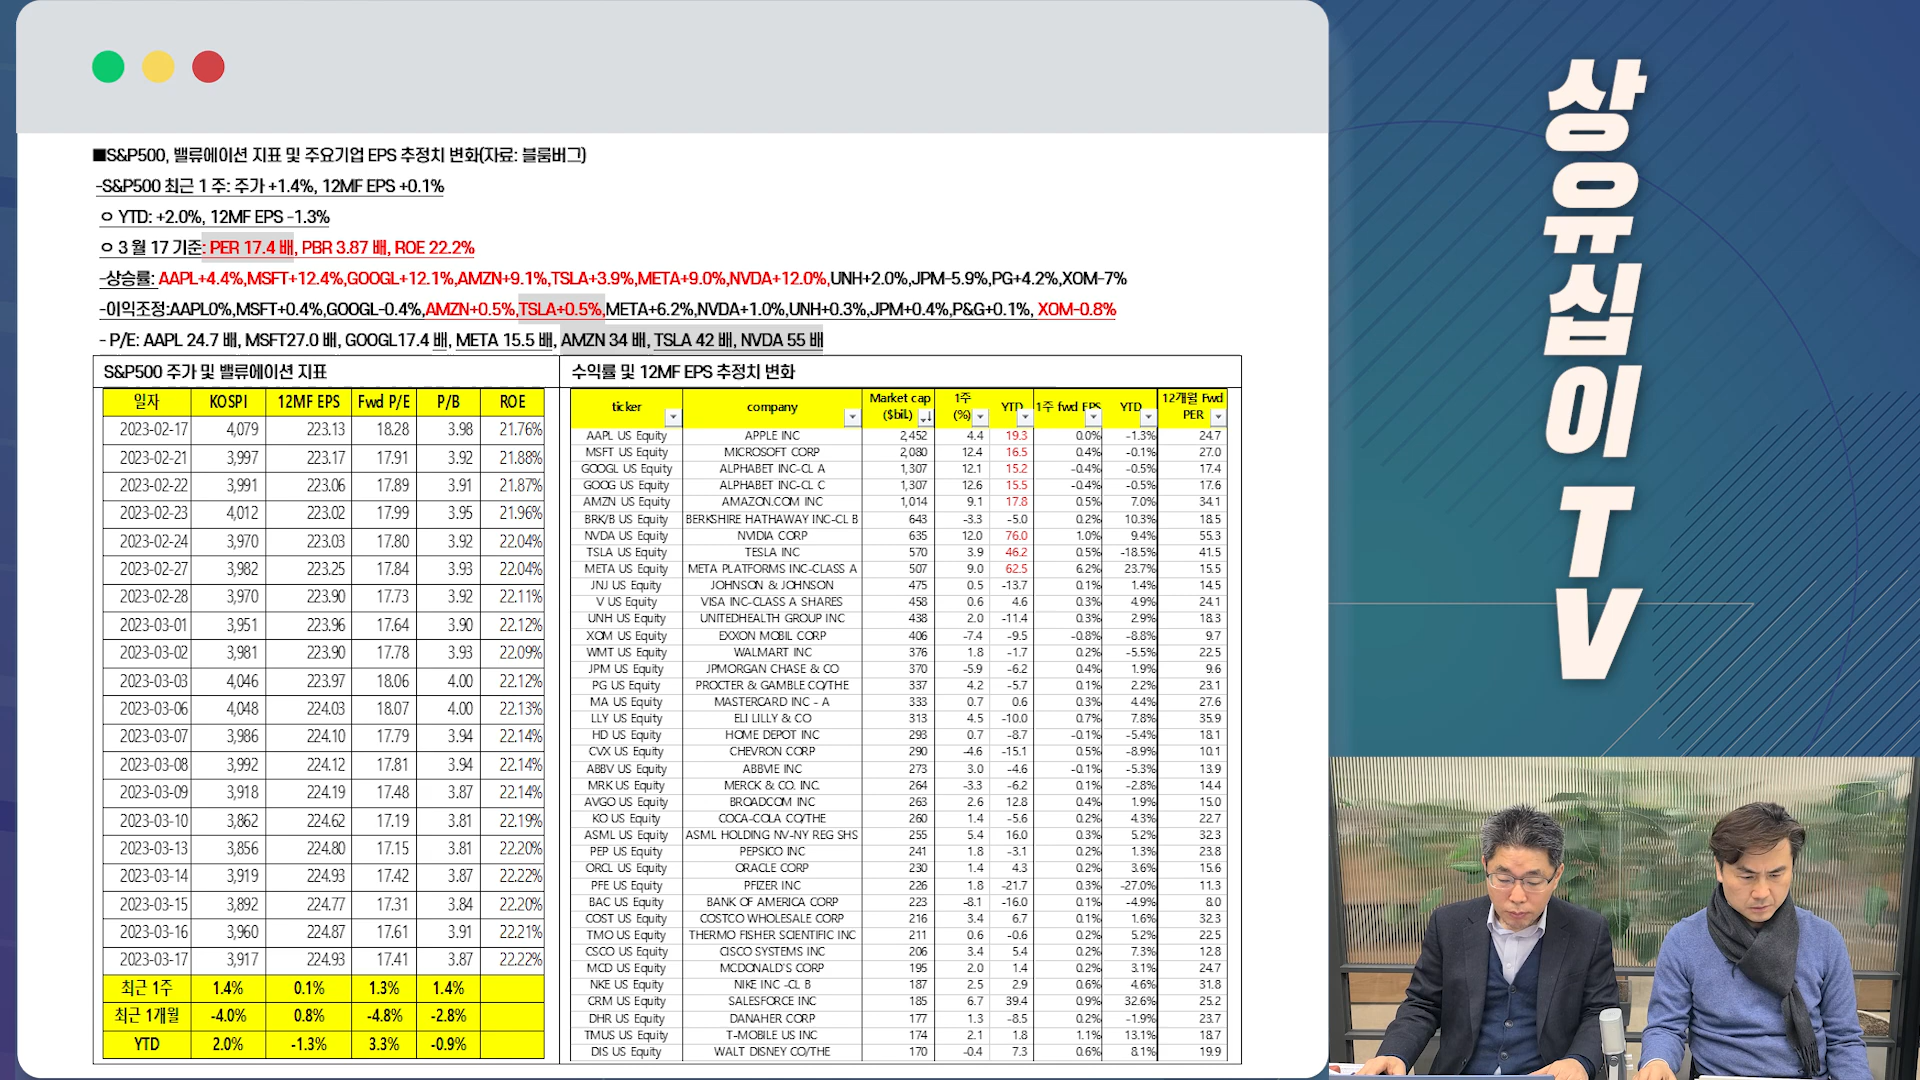 ■S&P500, 밸류에이션 지표 및 주요기업 EPS 추정치 변화(자료: 블룸버그)
-S&P500 최근 1 주: 주가 +1.4%, 12MF EPS +0.1%
ㅇ YTD: +2.0%, 12MF EPS -1.3%
ㅇ 3 월 17 기준: PER 17.4 배, PBR 3.87 배, ROE 22.2%
-상승률: AAPL+4.4%,MSFT+12.4%,GOOGL+12.1%,AMZN+9.1%,TSLA+3.9%,META+9.0%,NVDA+12.0%,UNH+2.0%,JPM-5.9%,PG+4.2%,XOM-7%
-이익조정:AAPL0%,MSFT+0.4%,GOOGL-0.4%,AMZN+0.5%,TSLA+0.5%,META+6.2%,NVDA+1.0%,UNH+0.3%,JPM+0.4%,P&G+0.1%, XOM-0.8%
- P/E: AAPL 24.7 배, MSFT27.0 배, GOOGL17.4 배, META 15.5 배, AMZN 34 배, TSLA 42 배, NVDA 55 배
S&P500 주가 및 밸류에이션 지표
일자 KOSPI 12MF EPS Fwd P/E P/B ROE
2023-02-17 4,079 223.13 18.28 3.98 21.76%
2023-02-21 3,997 223.17 17.91 3.92 21.88%
2023-02-22 3,991 223.06 17.89 3.91 21.87%
2023-02-23 4,012 223.02 17.99 3.95 21.96%
2023-02-24 3,970 223.03 17.80 3.92 22.04%
2023-02-27 3,982 223.25 17.84 3.93 22.04%
2023-02-28 3,970 223.90 17.73 3.92 22.11%
2023-03-01 3,951 223.96 17.64 3.90 22.12%
2023-03-02 3,981 223.90 17.78 3.93 22.09%
2023-03-03 4,046 223.97 18.06 4.00 22.12%
2023-03-06 4,048 224.03 18.07 4.00 22.13%
2023-03-07 3,986 224.10 17.79 3.94 22.14%
2023-03-08 3,992 224.12 17.81 3.94 22.14%
2023-03-09 3,918 224.19 17.48 3.87 22.14%
2023-03-10 3,862 224.62 17.19 3.81 22.19%
2023-03-13 3,856 224.80 17.15 3.81 22.20%
2023-03-14 3,919 224.93 17.42 3.87 22.22%
2023-03-15 3,892 224.77 17.31 3.84 22.20%
2023-03-16 3,960 224.87 17.61 3.91 22.21%
2023-03-17 3,917 224.93 17.41 3.87 22.22%
최근 1주 1.4% 0.1% 1.3% 1.4%
최근 1개월 -4.0% 0.8% -4.8% -2.8%
YTD 2.0% -1.3% 3.3% -0.9%
수익률 및 12MF EPS 추정치 변화
ticker company Market cap ($bil.) 1주 (%) YTD 1주 fwd EPS YTD 12개월 Fwd PER
AAPL US Equity APPLE INC 2,452 4.4 19.3 0.0% -1.3% 24.7
MSFT US Equity MICROSOFT CORP 2,080 12.4 16.5 0.4% -0.1% 27.0
GOOGL US Equity ALPHABET INC-CL A 1,307 12.1 15.2 -0.4% -0.5% 17.4
GOOG US Equity ALPHABET INC-CL C 1,307 12.6 15.5 -0.4% -0.5% 17.6
AMZN US Equity AMAZON.COM INC 1,014 9.1 17.8 0.5% 7.0% 34.1
BRK/B US Equity BERKSHIRE HATHAWAY INC-CL B 643 -3.3 -5.0 0.2% 10.3% 18.5
NVDA US Equity NVIDIA CORP 635 12.0 76.0 1.0% 9.4% 55.3
TSLA US Equity TESLA INC 570 3.9 46.2 0.5% -18.5% 41.5
META US Equity META PLATFORMS INC-CLASS A 507 9.0 62.5 6.2% 23.7% 15.5
JNJ US Equity JOHNSON & JOHNSON 475 0.5 -13.7 0.1% 1.4% 14.5
V US Equity VISA INC-CLASS A SHARES 458 0.6 4.6 0.3% 4.9% 24.1
UNH US Equity UNITEDHEALTH GROUP INC 438 2.0 -11.4 0.3% 2.9% 18.3
XOM US Equity EXXON MOBIL CORP 406 -7.4 -9.5 -0.8% -8.8% 9.7
WMT US Equity WALMART INC 376 1.8 -1.7 0.2% -5.5% 22.5
JPM US Equity JPMORGAN CHASE & CO 370 -5.9 -6.2 0.4% 1.9% 9.6
PG US Equity PROCTER & GAMBLE CO/THE 337 4.2 -5.7 0.1% 2.2% 23.1
MA US Equity MASTERCARD INC - A 333 0.7 0.6 0.3% 4.4% 27.6
LLY US Equity ELI LILLY & CO 313 4.5 -10.0 0.7% 7.8% 35.9
HD US Equity HOME DEPOT INC 293 0.7 -8.7 -0.1% -5.4% 18.1
CVX US Equity CHEVRON CORP 290 -4.6 -15.1 0.5% -8.9% 10.1
ABBV US Equity ABBVIE INC 273 3.0 -4.6 -0.1% -5.3% 13.9
MRK US Equity MERCK & CO. INC. 264 -3.3 -6.2 0.1% -2.8% 14.4
AVGO US Equity BROADCOM INC 263 2.6 12.8 0.4% 1.9% 15.0
KO US Equity COCA-COLA CO/THE 260 1.4 -5.6 0.2% 4.3% 22.7
ASML US Equity ASML HOLDING NV-NY REG SHS 255 5.4 16.0 0.3% 5.2% 32.3
PEP US Equity PEPSICO INC 241 1.8 -3.1 0.2% 1.3% 23.8
ORCL US Equity ORACLE CORP 230 1.4 4.3 0.2% 3.6% 15.6
PFE US Equity PFIZER INC 226 1.8 -21.7 0.3% -27.0% 11.3
BAC US Equity BANK OF AMERICA CORP 223 -8.1 -16.0 0.1% -4.9% 8.0
COST US Equity COSTCO WHOLESALE CORP 216 3.4 6.7 0.1% 1.6% 32.3
TMO US Equity THERMO FISHER SCIENTIFIC INC 211 0.6 -0.6 0.2% 5.2% 22.5
CSCO US Equity CISCO SYSTEMS INC 206 3.4 5.4 0.2% 7.3% 12.8
MCD US Equity MCDONALD'S CORP 195 2.0 1.4 0.2% 3.1% 24.7
NKE US Equity NIKE INC -CL B 187 2.5 2.9 0.6% 4.6% 31.8
CRM US Equity SALESFORCE INC 185 6.7 39.4 0.9% 32.6% 25.2
DHR US Equity DANAHER CORP 177 1.3 -8.5 0.2% -1.9% 23.7
TMUS US Equity T-MOBILE US INC 174 2.1 1.8 1.1% 13.1% 18.7
DIS US Equity WALT DISNEY CO/THE 170 -0.4 7.3 0.6% 8.1% 19.9
상윤십이 TV